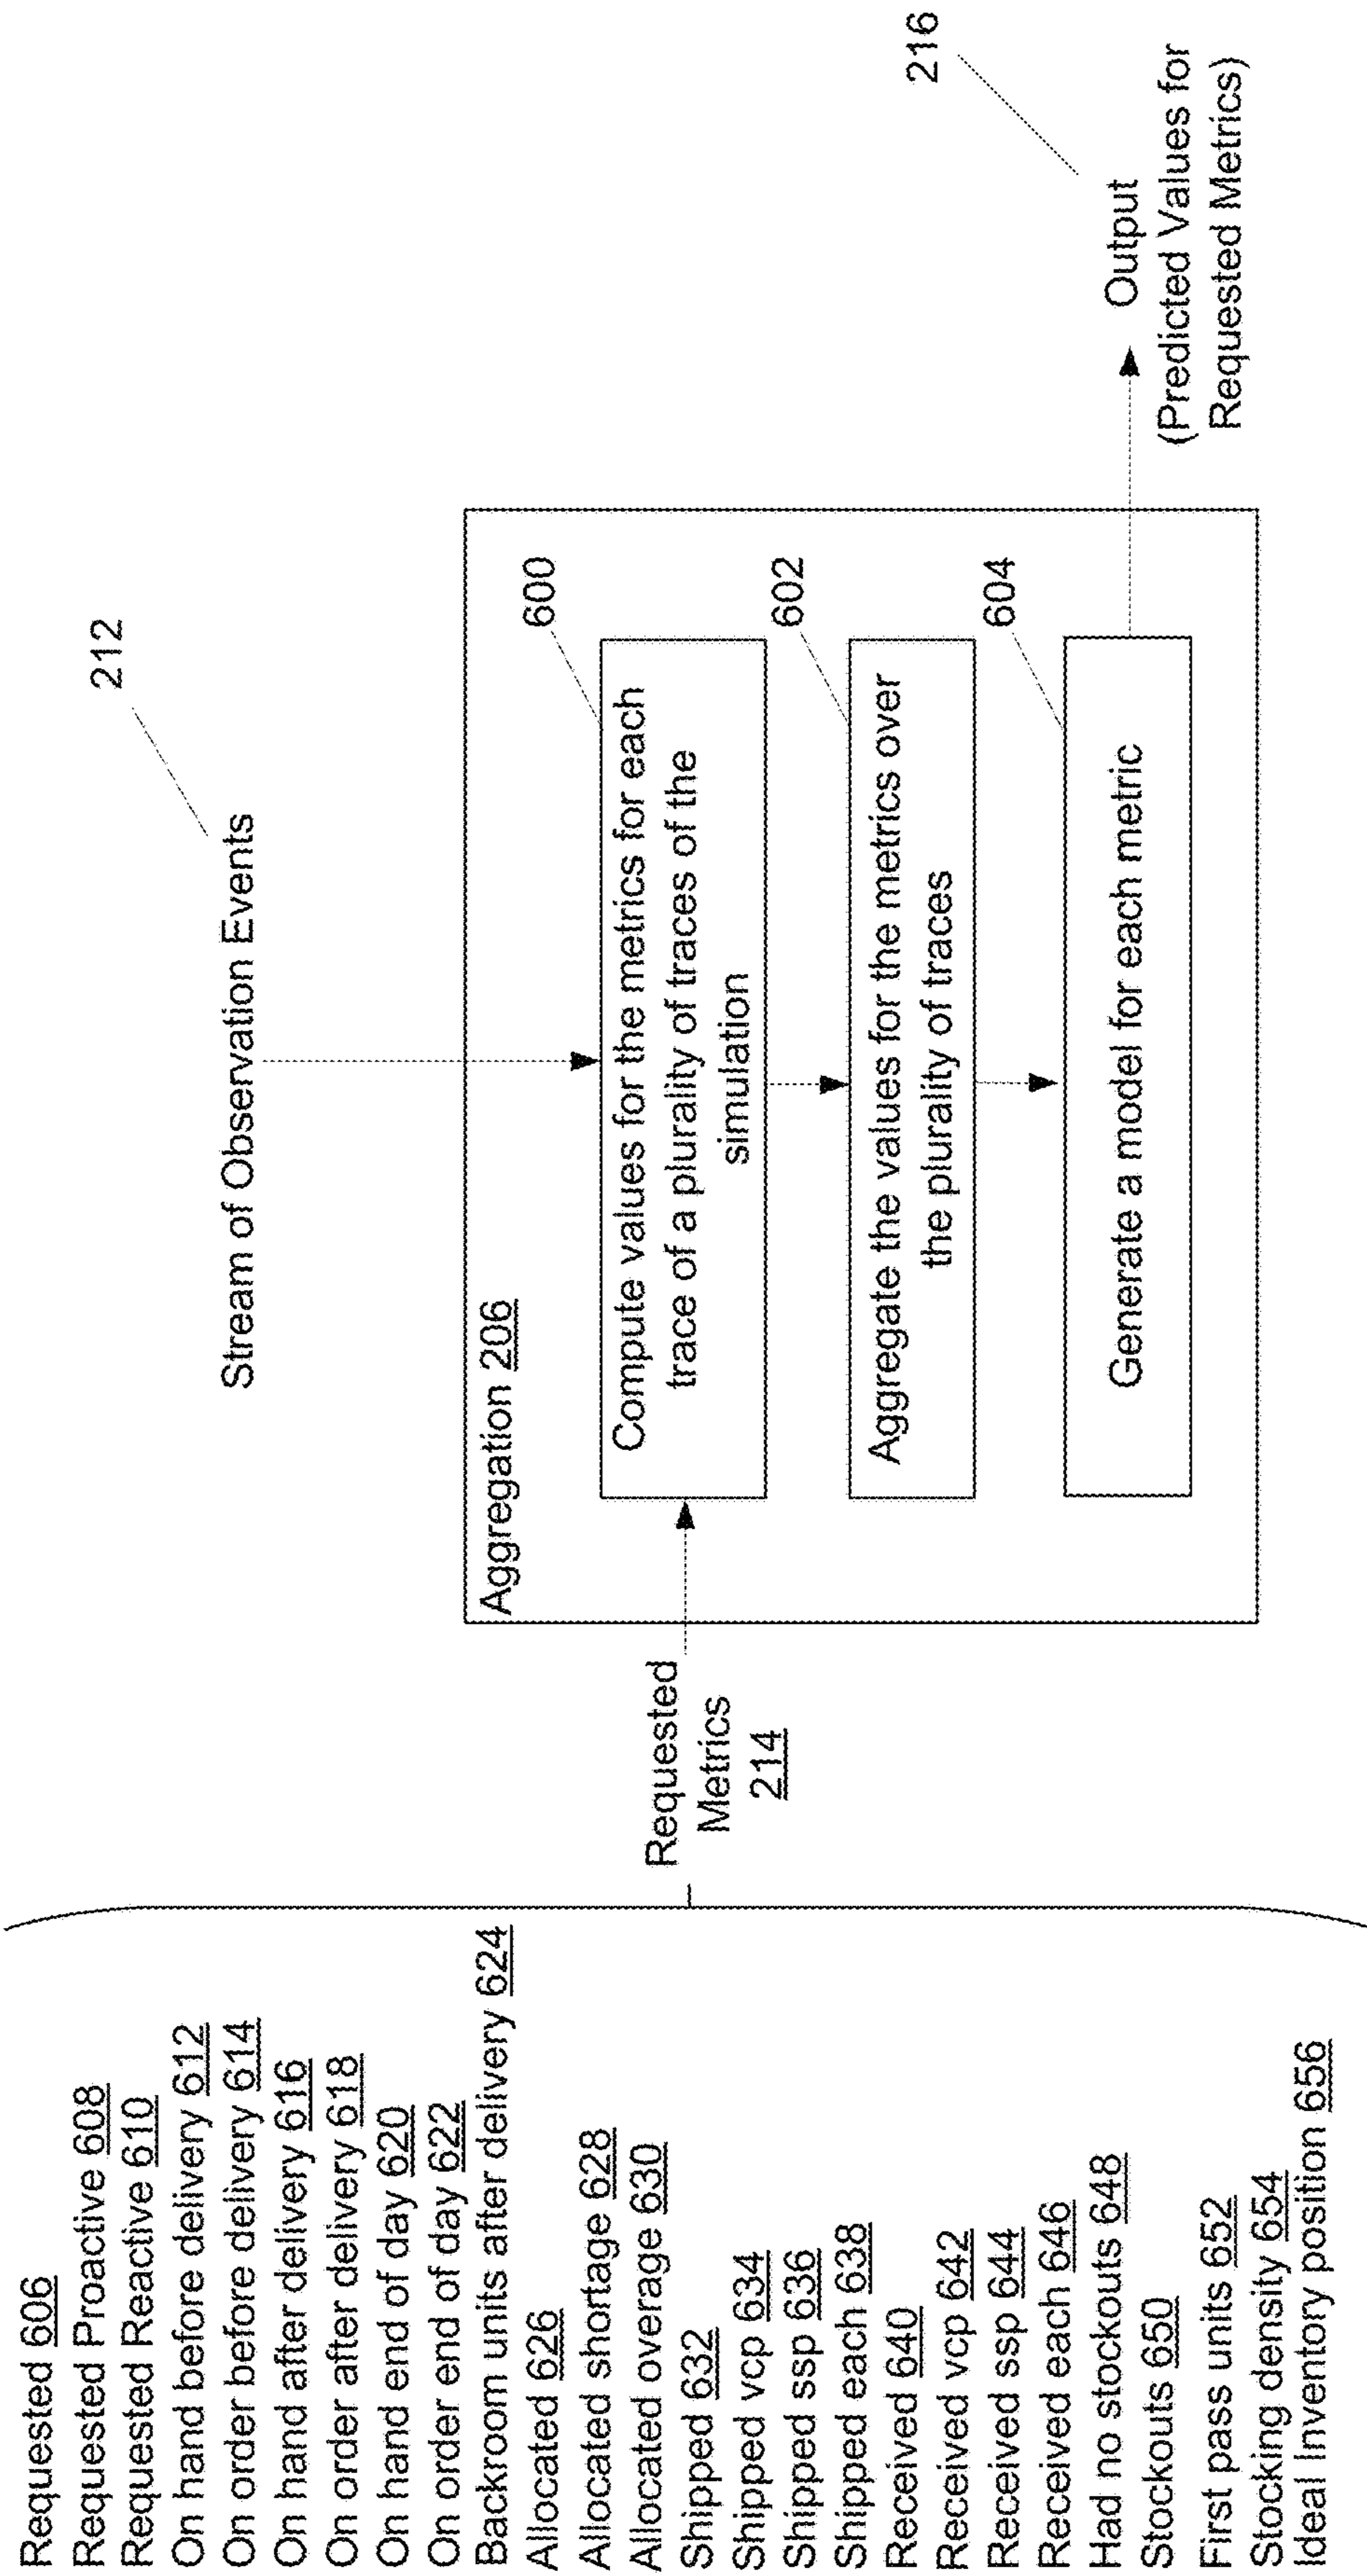 Requested 606
Requested Proactive 608
Requested Reactive 610
On hand before delivery 612
On order before delivery 614
On hand after delivery 616
On order after delivery 618
On hand end of day 620
On order end of day 622
Backroom units after delivery 624
Allocated 626
Allocated shortage 628
Allocated overage 630
Shipped 632
Shipped vcp 634
Shipped ssp 636
Shipped each 638
Received 640
Received vcp 642
Received ssp 644
Received each 646
Had no stockouts 648
Stockouts 650
First pass units 652
Stocking density 654
Ideal Inventory position 656
Requested
Metrics
214
Stream of Observation Events
212
Aggregation 206
600
Compute values for the metrics for each
trace of a plurality of traces of the
simulation
602
Aggregate the values for the metrics over
the plurality of traces
604
Generate a model for each metric
216
Output
(Predicted Values for
Requested Metrics)